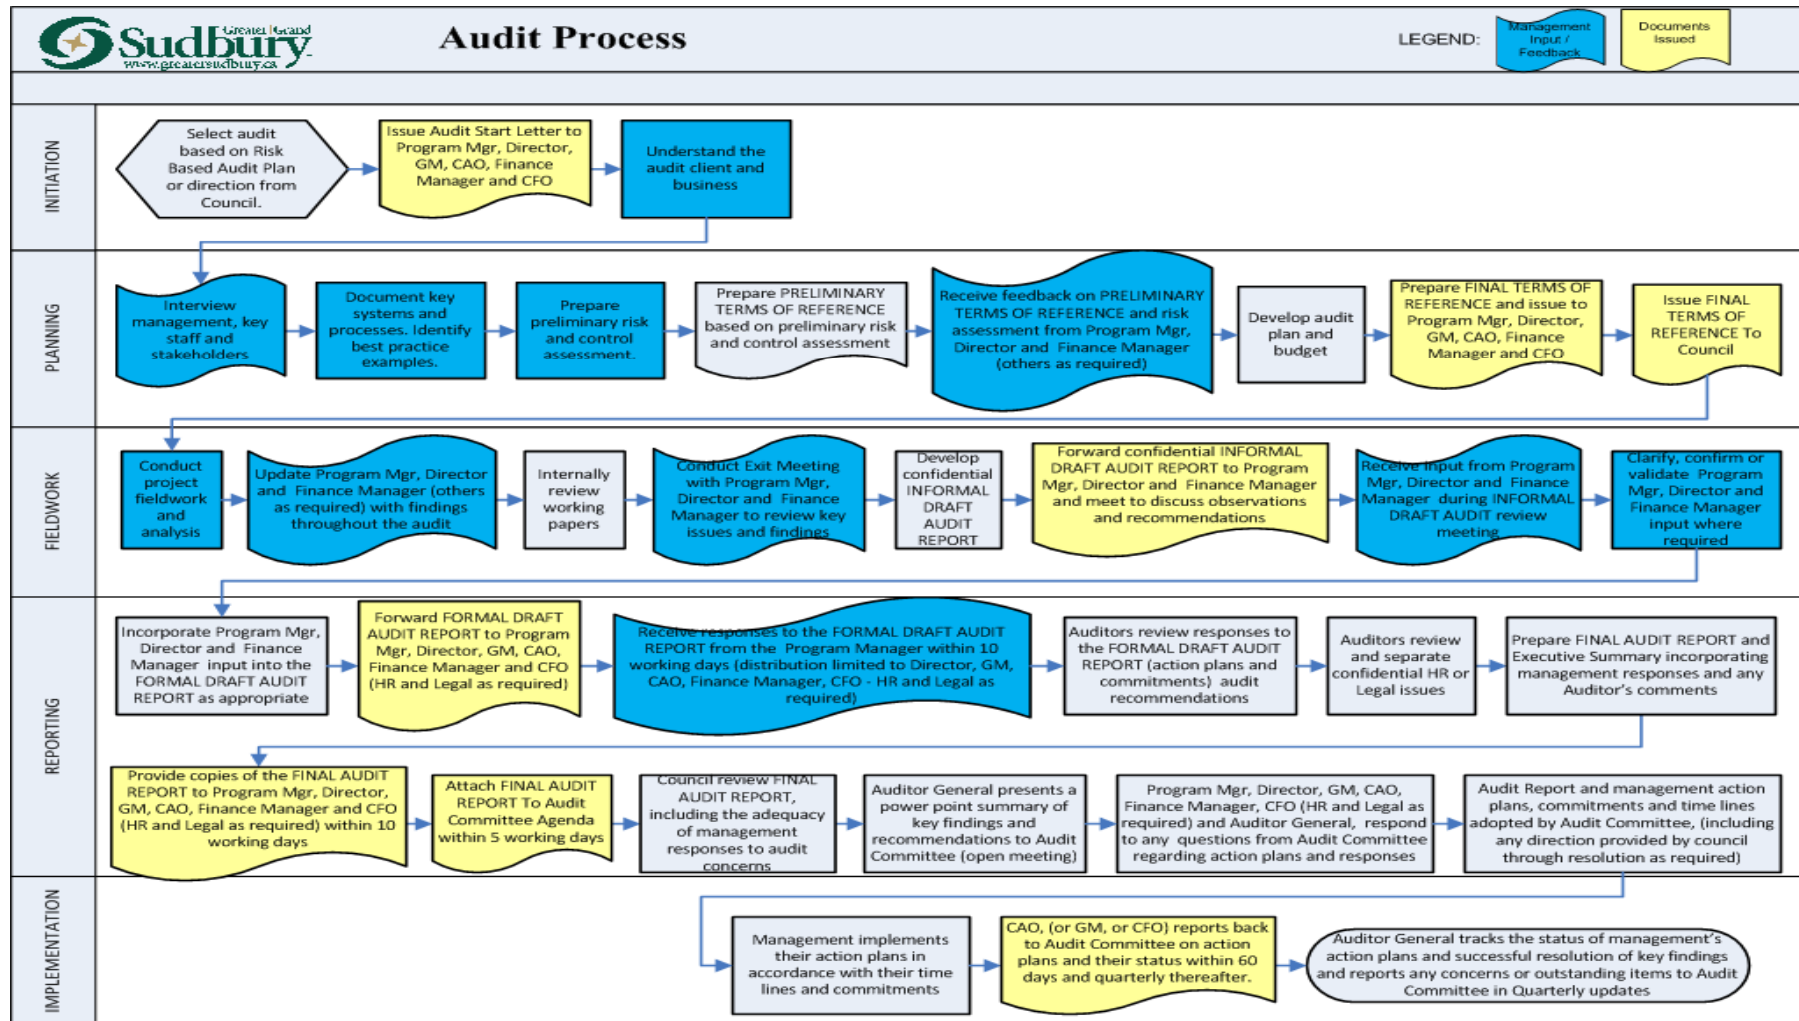 Greater | Grand
Sudbury
www.greatersudbury.ca
Audit Process
LEGEND:
Management
Input /
Feedback
Documents
Issued
INITIATION
Select audit
based on Risk
Based Audit Plan
or direction from
Council.
Issue Audit Start Letter to
Program Mgr, Director,
GM, CAO, Finance
Manager and CFO
Understand the
audit client and
business
PLANNING
Interview
management, key
staff and
stakeholders
Document key
systems and
processes. Identify
best practice
examples.
Prepare
preliminary risk
and control
assessment.
Prepare PRELIMINARY
TERMS OF REFERENCE
based on preliminary risk
and control assessment
Receive feedback on PRELIMINARY
TERMS OF REFERENCE and risk
assessment from Program Mgr,
Director and Finance Manager
(others as required)
Develop audit
plan and
budget
Prepare FINAL TERMS OF
REFERENCE and issue to
Program Mgr, Director,
GM, CAO, Finance
Manager and CFO
Issue FINAL
TERMS OF
REFERENCE To
Council
FIELDWORK
Conduct
project
fieldwork
and
analysis
Update Program Mgr, Director
and Finance Manager (others
as required) with findings
throughout the audit
Internally
review
working
papers
Conduct Exit Meeting
with Program Mgr,
Director and Finance
Manager to review key
issues and findings
Develop
confidential
INFORMAL
DRAFT
AUDIT
REPORT
Forward confidential INFORMAL
DRAFT AUDIT REPORT to Program
Mgr, Director and Finance Manager
and meet to discuss observations
and recommendations
Receive Input from Program
Mgr, Director and Finance
Manager during INFORMAL
DRAFT AUDIT review
meeting
Clarify, confirm or
validate Program
Mgr, Director and
Finance Manager
input where
required
REPORTING
Incorporate Program Mgr,
Director and Finance
Manager input into the
FORMAL DRAFT AUDIT
REPORT as appropriate
Forward FORMAL DRAFT
AUDIT REPORT to Program
Mgr, Director, GM, CAO,
Finance Manager and CFO
(HR and Legal as required)
Receive responses to the FORMAL DRAFT AUDIT
REPORT from the Program Manager within 10
working days (distribution limited to Director, GM,
CAO, Finance Manager, CFO - HR and Legal as
required)
Auditors review responses to
the FORMAL DRAFT AUDIT
REPORT (action plans and
commitments) audit
recommendations
Auditors review
and separate
confidential HR or
Legal issues
Prepare FINAL AUDIT REPORT and
Executive Summary incorporating
management responses and any
Auditor's comments
Provide copies of the FINAL AUDIT
REPORT to Program Mgr, Director,
GM, CAO, Finance Manager and CFO
(HR and Legal as required) within 10
working days
Attach FINAL AUDIT
REPORT To Audit
Committee Agenda
within 5 working days
Council review FINAL
AUDIT REPORT,
including the adequacy
of management
responses to audit
concerns
Auditor General presents a
power point summary of
key findings and
recommendations to Audit
Committee (open meeting)
Program Mgr, Director, GM, CAO,
Finance Manager, CFO (HR and Legal as
required) and Auditor General, respond
to any questions from Audit Committee
regarding action plans and responses
Audit Report and management action
plans, commitments and time lines
adopted by Audit Committee, (including
any direction provided by council
through resolution as required)
IMPLEMENTATION
Management implements
their action plans in
accordance with their time
lines and commitments
CAO, (or GM, or CFO) reports back
to Audit Committee on action
plans and their status within 60
days and quarterly thereafter.
Auditor General tracks the status of management's
action plans and successful resolution of key findings
and reports any concerns or outstanding items to Audit
Committee in Quarterly updates